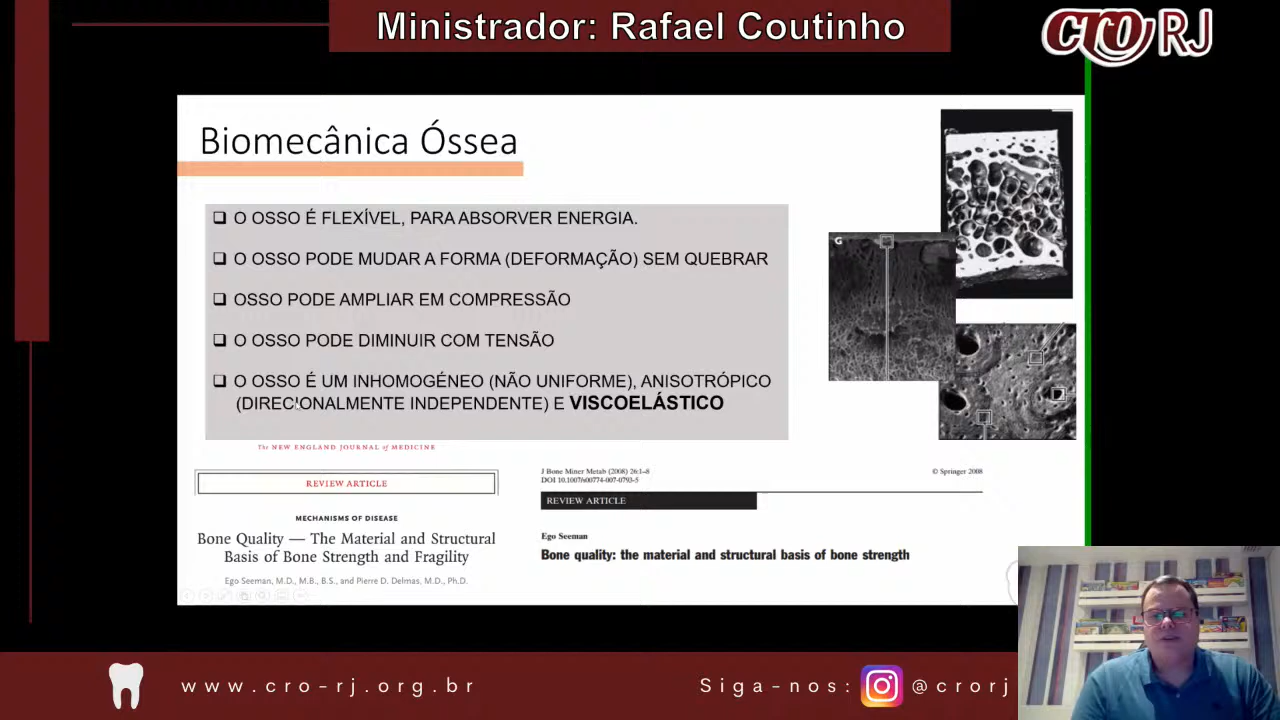 Ministrador: Rafael Coutinho
CRO RJ
Biomecânica Óssea
O OSSO É FLEXÍVEL, PARA ABSORVER ENERGIA.
O OSSO PODE MUDAR A FORMA (DEFORMAÇÃO) SEM QUEBRAR
OSSO PODE AMPLIAR EM COMPRESSÃO
O OSSO PODE DIMINUIR COM TENSÃO
O OSSO É UM INHOMOGÉNEO (NÃO UNIFORME), ANISOTRÓPICO
(DIRECIONALMENTE INDEPENDENTE) E VISCOELÁSTICO
G
The NEW ENGLAND JOURNAL of MEDICINE
REVIEW ARTICLE
MECHANISMS OF DISEASE
Bone Quality — The Material and Structural
Basis of Bone Strength and Fragility
Ego Seeman, M.D., M.B., B.S., and Pierre D. Delmas, M.D., Ph.D.
J Bone Miner Metab (2008) 26:1–8
© Springer 2008
DOI 10.1007/s00774-007-0793-5
REVIEW ARTICLE
Ego Seeman
Bone quality: the material and structural basis of bone strength
www.cro-rj.org.br
Siga-nos:
@crorj